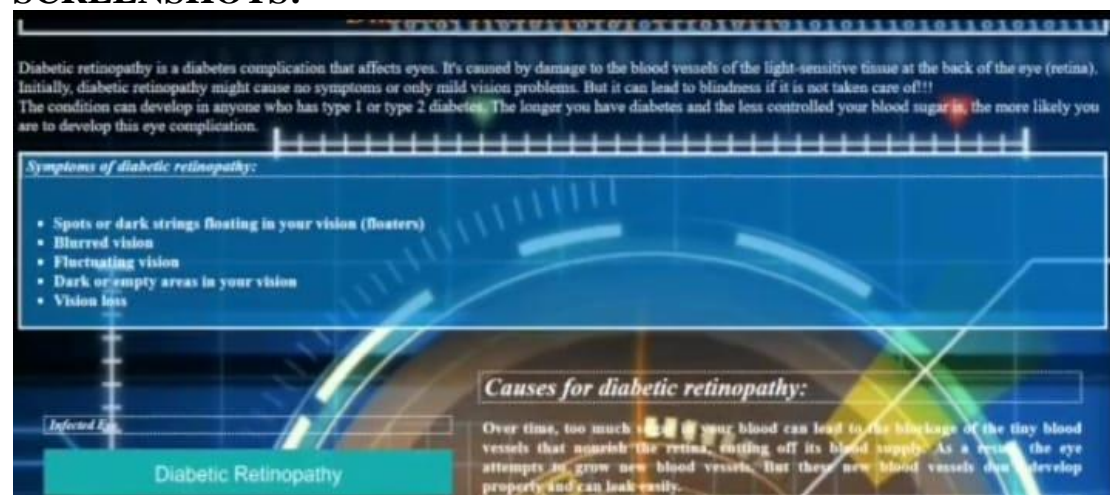 SCREENSHOTS:
Diabetic retinopathy is a diabetes complication that affects eyes. It's caused by damage to the blood vessels of the light-sensitive tissue at the back of the eye (retina).
Initially, diabetic retinopathy might cause no symptoms or only mild vision problems. But it can lead to blindness if it is not taken care of!!!
The condition can develop in anyone who has type 1 or type 2 diabetes. The longer you have diabetes and the less controlled your blood sugar is, the more likely you
are to develop this eye complication.
Symptoms of diabetic retinopathy:
• Spots or dark strings floating in your vision (floaters)
• Blurred vision
• Fluctuating vision
• Dark or empty areas in your vision
• Vision loss
Infected Eye
Diabetic Retinopathy
Causes for diabetic retinopathy:
Over time, too much sugar in your blood can lead to the blockage of the tiny blood
vessels that nourish the retina, cutting off its blood supply. As a result, the eye
attempts to grow new blood vessels. But these new blood vessels don't develop
properly and can leak easily.